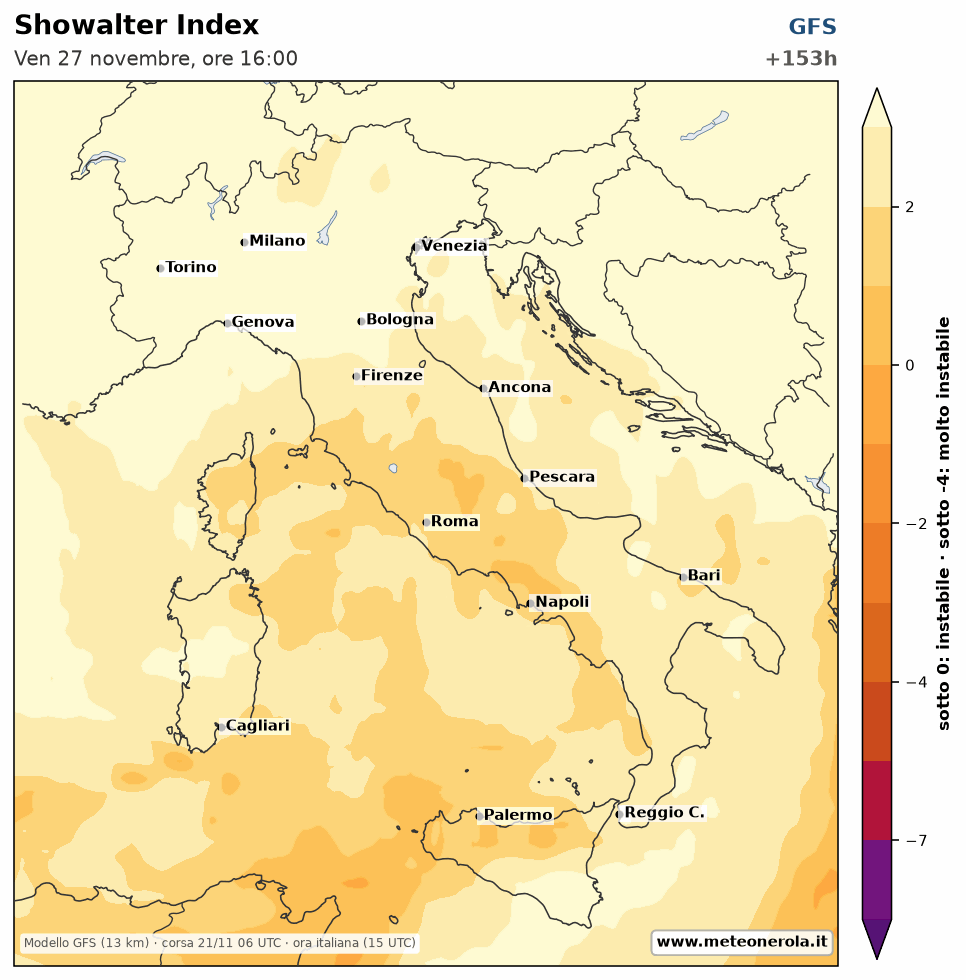 Showalter Index
GFS
Ven 27 novembre, ore 16:00
+153h
Milano
Venezia
Torino
Genova
Bologna
Firenze
Ancona
Pescara
Roma
Bari
Napoli
Cagliari
Palermo
Reggio C.
2
0
−2
−4
−7
sotto 0: instabile · sotto -4: molto instabile
Modello GFS (13 km) · corsa 21/11 06 UTC · ora italiana (15 UTC)
www.meteonerola.it